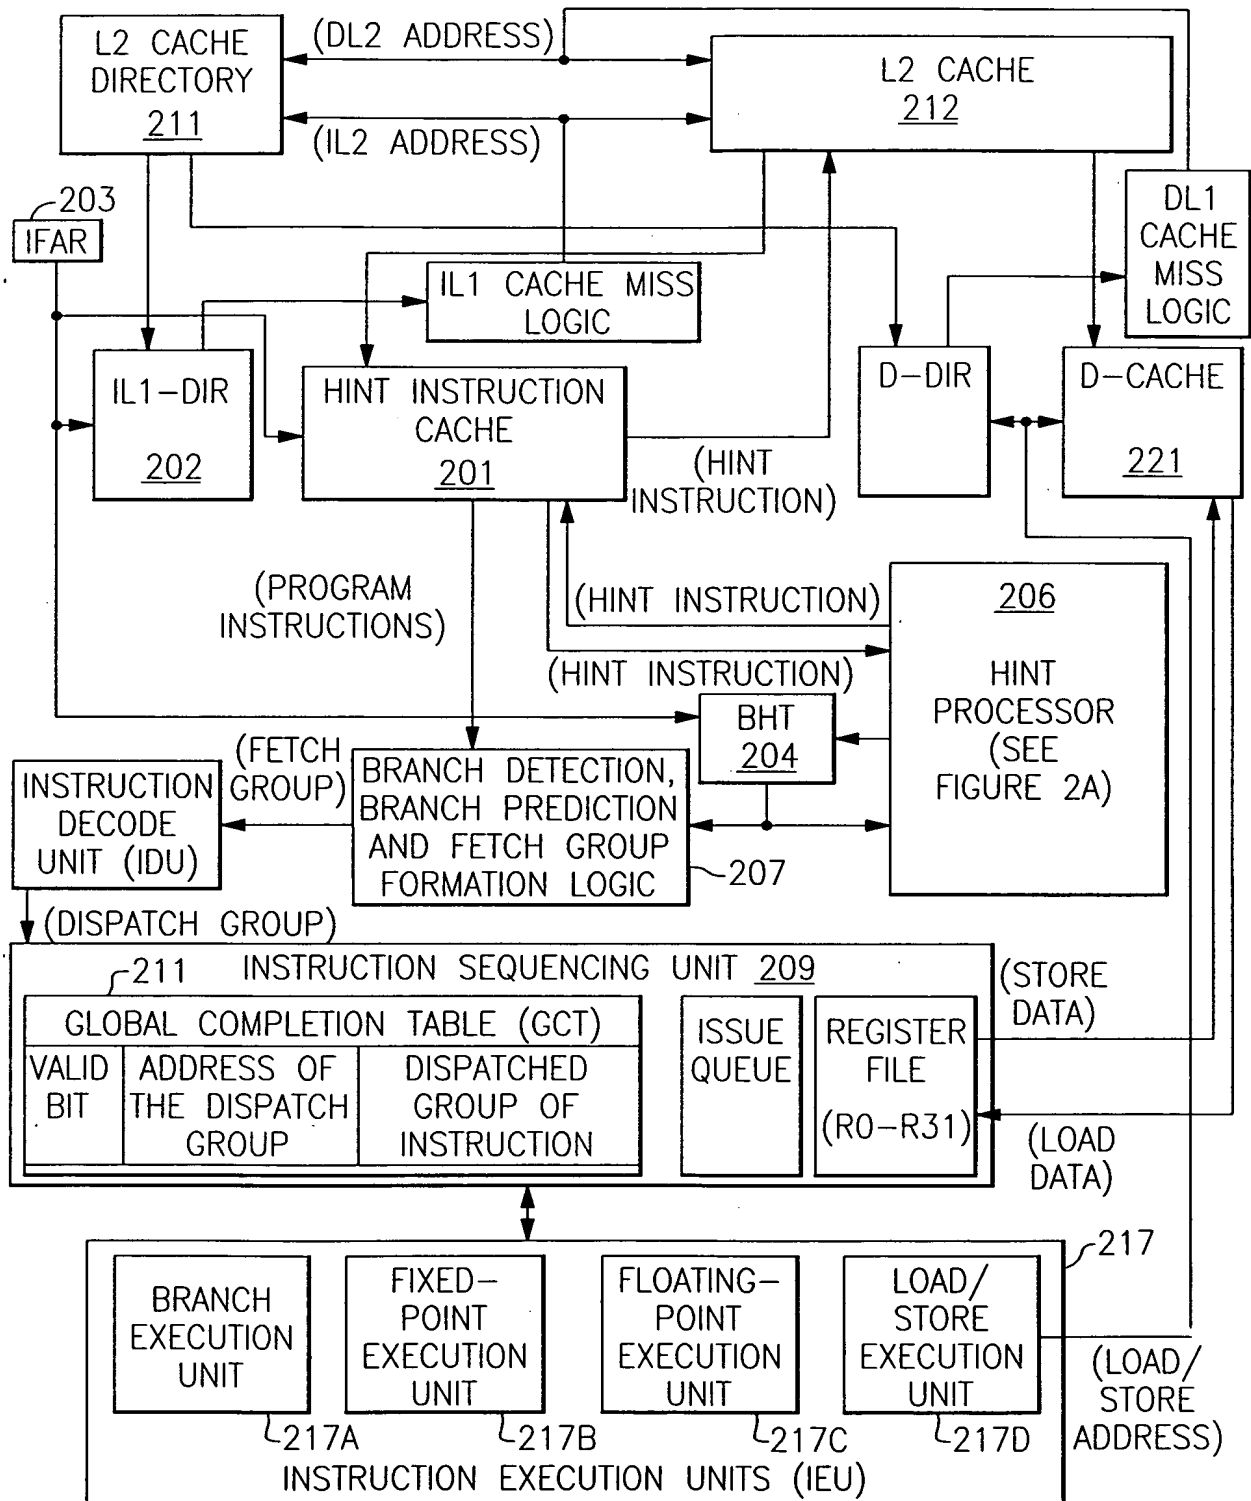 L2 CACHE
DIRECTORY
211
(DL2 ADDRESS)
(IL2 ADDRESS)
L2 CACHE
212
203
IFAR
DL1
CACHE
MISS
LOGIC
IL1 CACHE MISS
LOGIC
IL1-DIR
202
HINT INSTRUCTION
CACHE
201
D-DIR
D-CACHE
221
(HINT
INSTRUCTION)
(PROGRAM
INSTRUCTIONS)
(HINT INSTRUCTION)
(HINT INSTRUCTION)
206
HINT
PROCESSOR
(SEE
FIGURE 2A)
BHT
204
(FETCH
GROUP)
INSTRUCTION
DECODE
UNIT (IDU)
BRANCH DETECTION,
BRANCH PREDICTION
AND FETCH GROUP
FORMATION LOGIC
207
(DISPATCH GROUP)
211
INSTRUCTION SEQUENCING UNIT 209
GLOBAL COMPLETION TABLE (GCT)
VALID
BIT
ADDRESS OF
THE DISPATCH
GROUP
DISPATCHED
GROUP OF
INSTRUCTION
ISSUE
QUEUE
REGISTER
FILE
(R0-R31)
(STORE
DATA)
(LOAD
DATA)
217
BRANCH
EXECUTION
UNIT
FIXED-
POINT
EXECUTION
UNIT
FLOATING-
POINT
EXECUTION
UNIT
LOAD/
STORE
EXECUTION
UNIT
(LOAD/
STORE
ADDRESS)
217A
217B
217C
217D
INSTRUCTION EXECUTION UNITS (IEU)